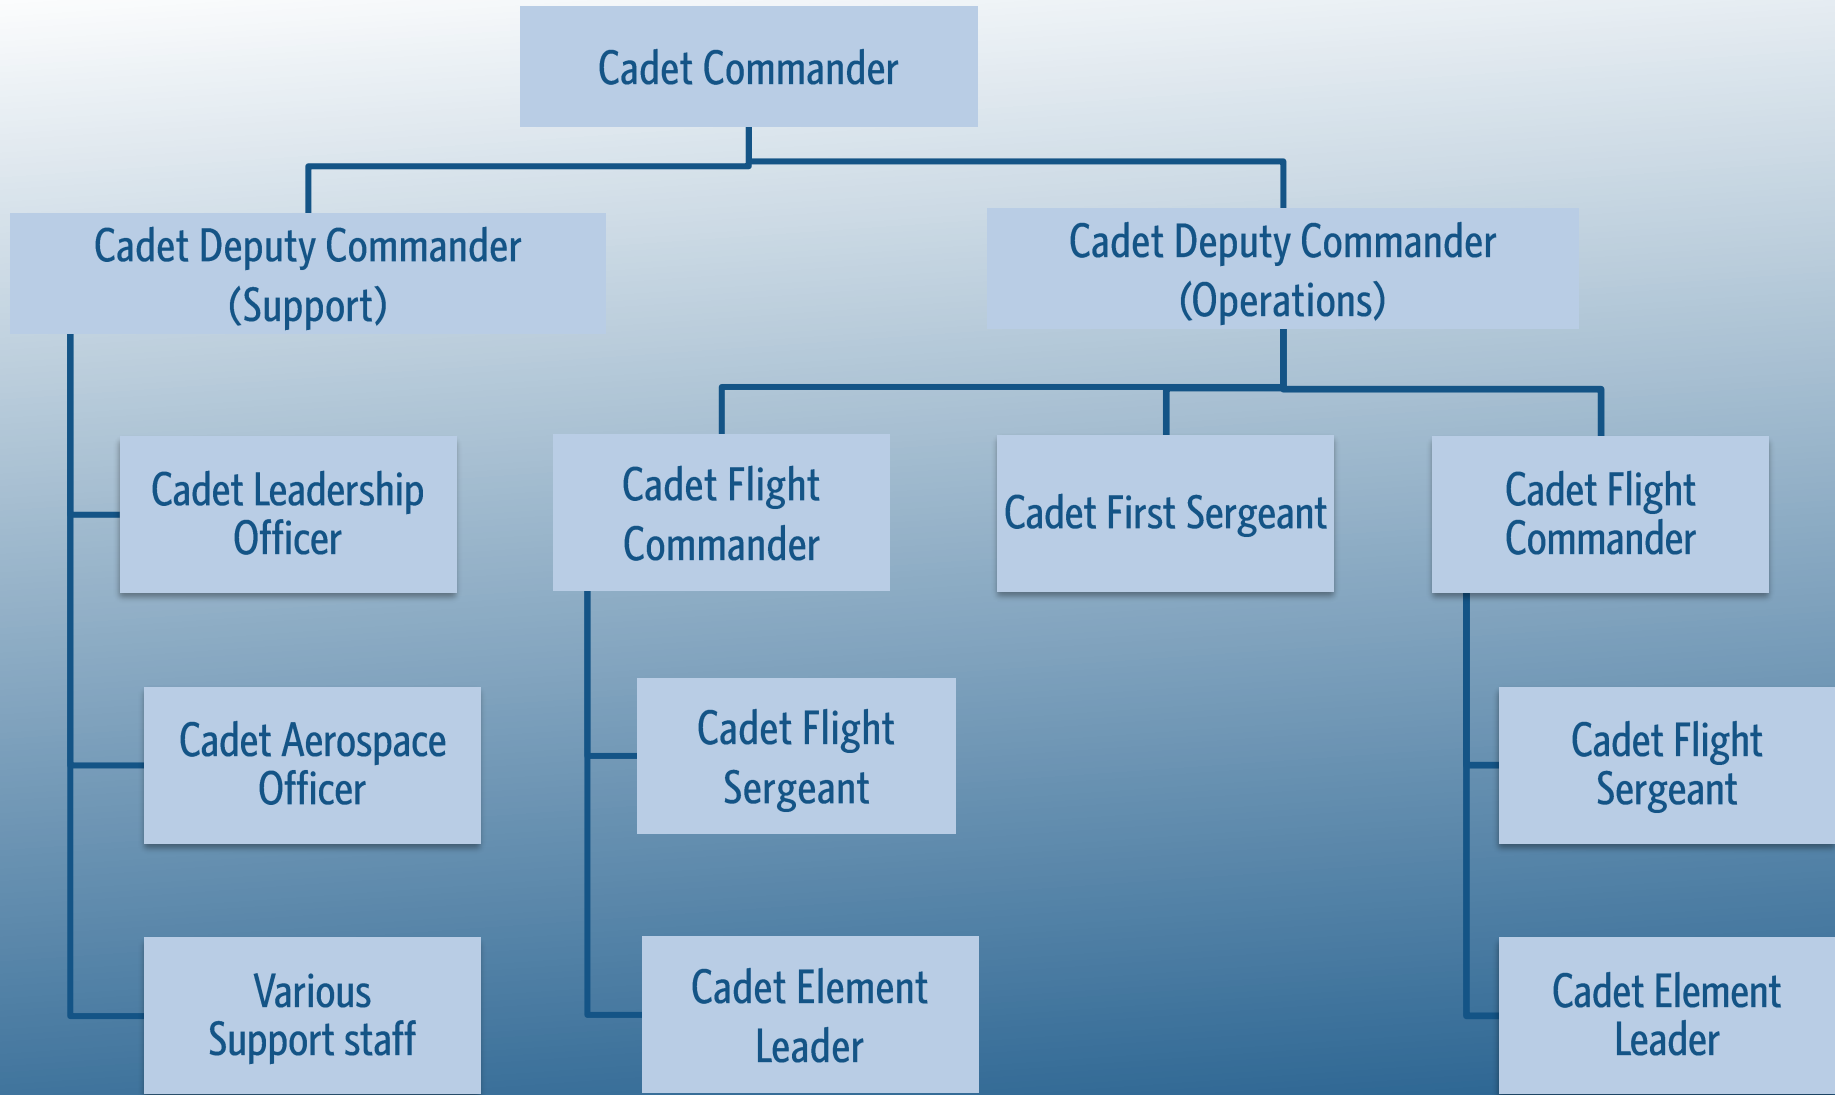 Cadet Commander
Cadet Deputy Commander
(Support)
Cadet Deputy Commander
(Operations)
Cadet Leadership
Officer
Cadet Flight
Commander
Cadet First Sergeant
Cadet Flight
Commander
Cadet Aerospace
Officer
Cadet Flight
Sergeant
Cadet Flight
Sergeant
Various
Support staff
Cadet Element
Leader
Cadet Element
Leader